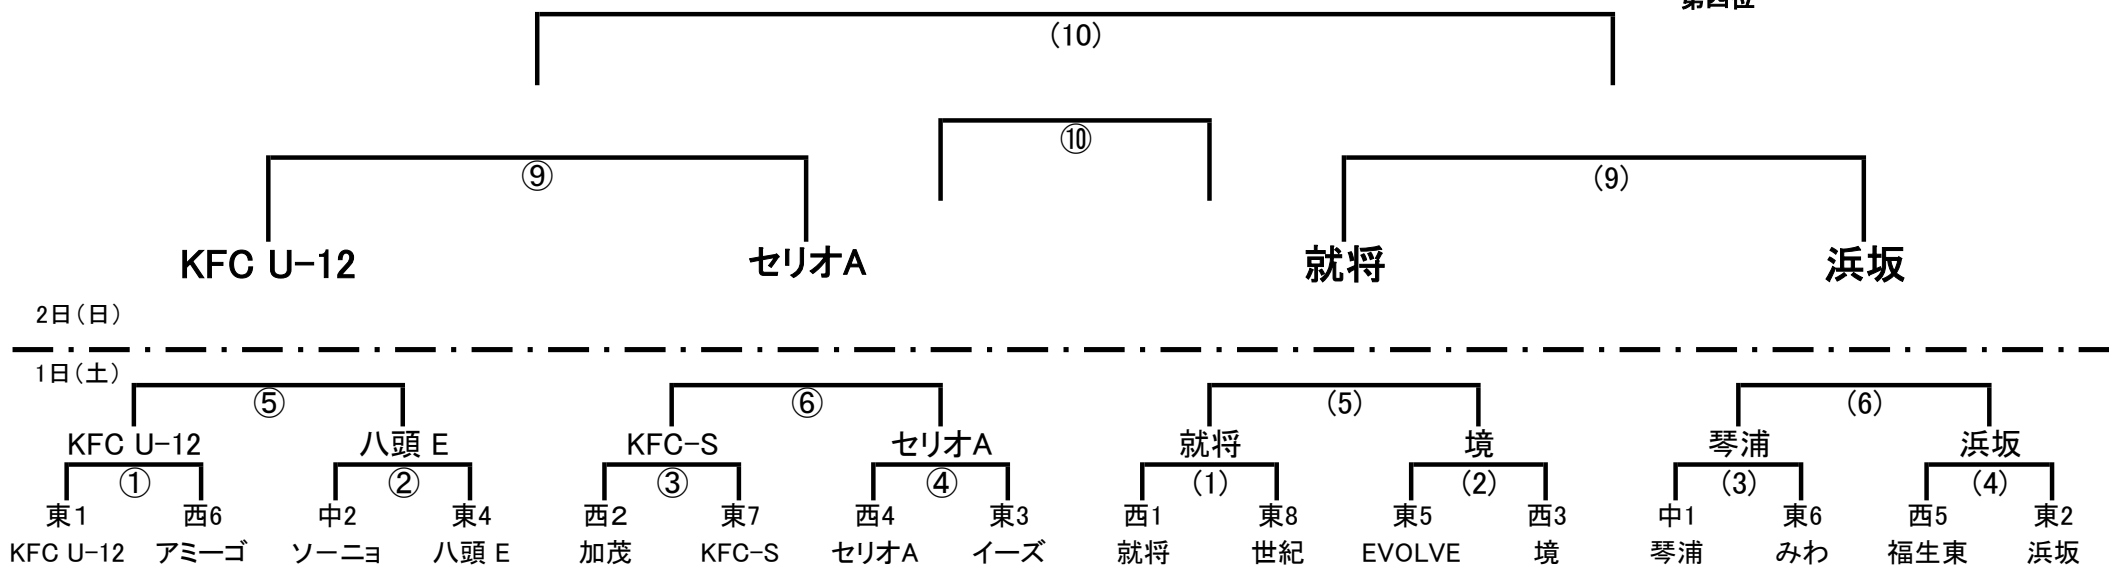 第四位
(10)
⑩
⑨ (9)
KFC U-12 セリオA 就将 浜坂
2日(日)
1日(土)
⑤ ⑥ (5) (6)
KFC U-12 八頭 E KFC-S セリオA 就将 境 琴浦 浜坂
① ② ③ ④ (1) (2) (3) (4)
東1 西6 中2 東4 西2 東7 西4 東3 西1 東8 東5 西3 中1 東6 西5 東2
KFC U-12 アミーゴ ソーニョ 八頭 E 加茂 KFC-S セリオA イーズ 就将 世紀 EVOLVE 境 琴浦 みわ 福生東 浜坂